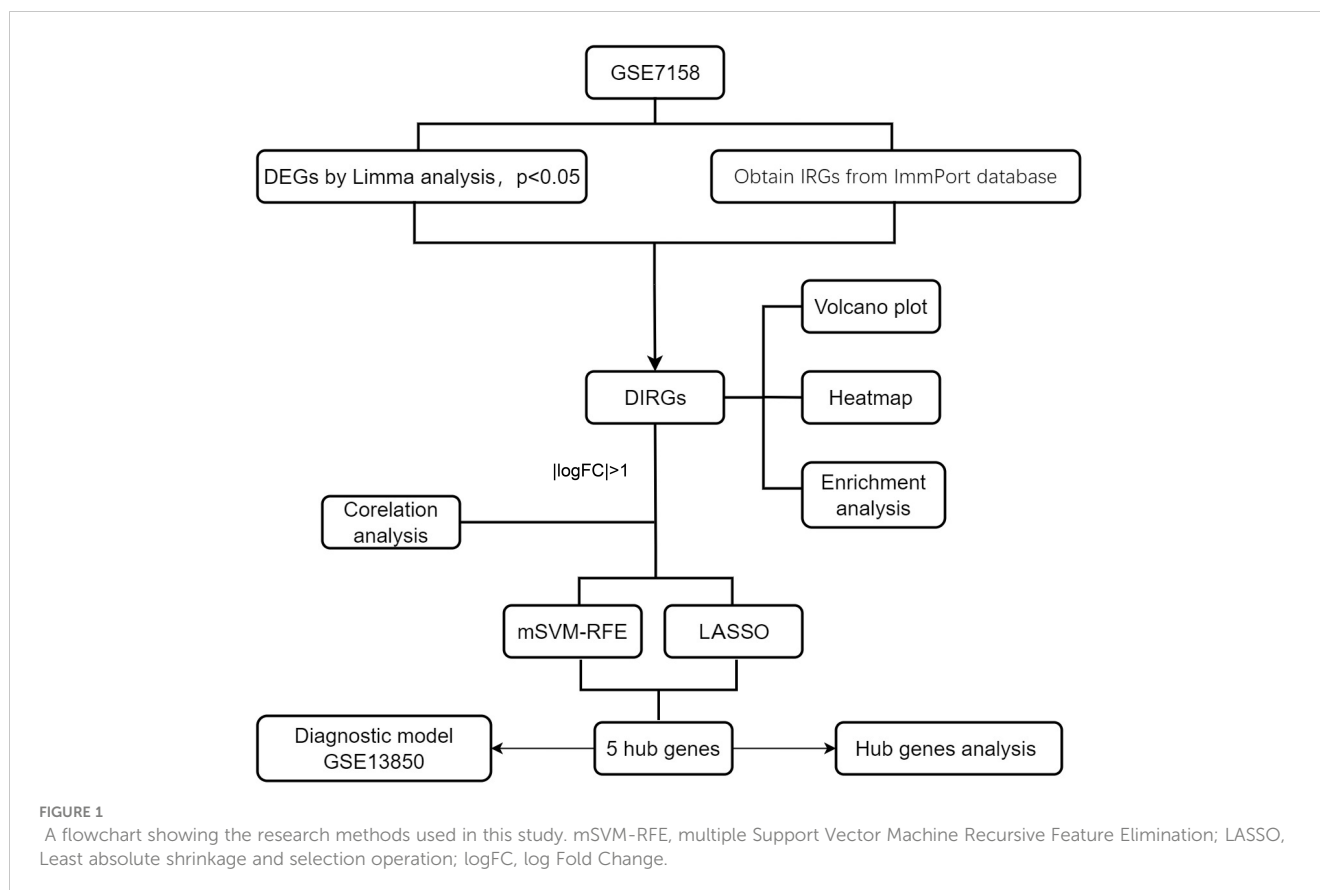 GSE7158
DEGs by Limma analysis，p<0.05
Obtain IRGs from ImmPort database
Volcano plot
DIRGs
Heatmap
|logFC|>1
Enrichment
analysis
Corelation
analysis
mSVM-RFE
LASSO
Diagnostic model
GSE13850
5 hub genes
Hub genes analysis
FIGURE 1
A flowchart showing the research methods used in this study. mSVM-RFE, multiple Support Vector Machine Recursive Feature Elimination; LASSO,
Least absolute shrinkage and selection operation; logFC, log Fold Change.